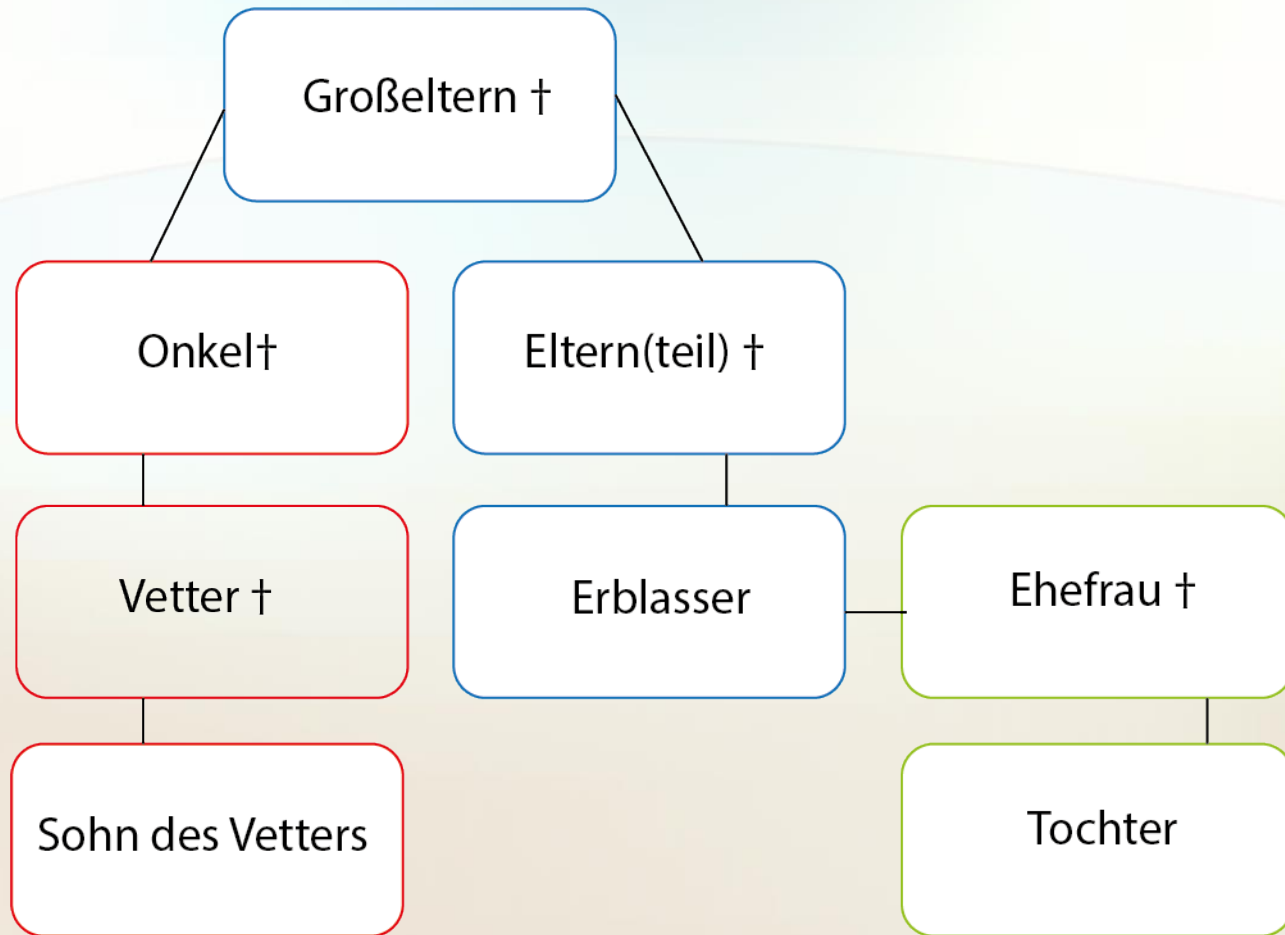 Großeltern †
Onkel†
Eltern(teil) †
Vetter †
Erblasser
Ehefrau †
Sohn des Vetters
Tochter